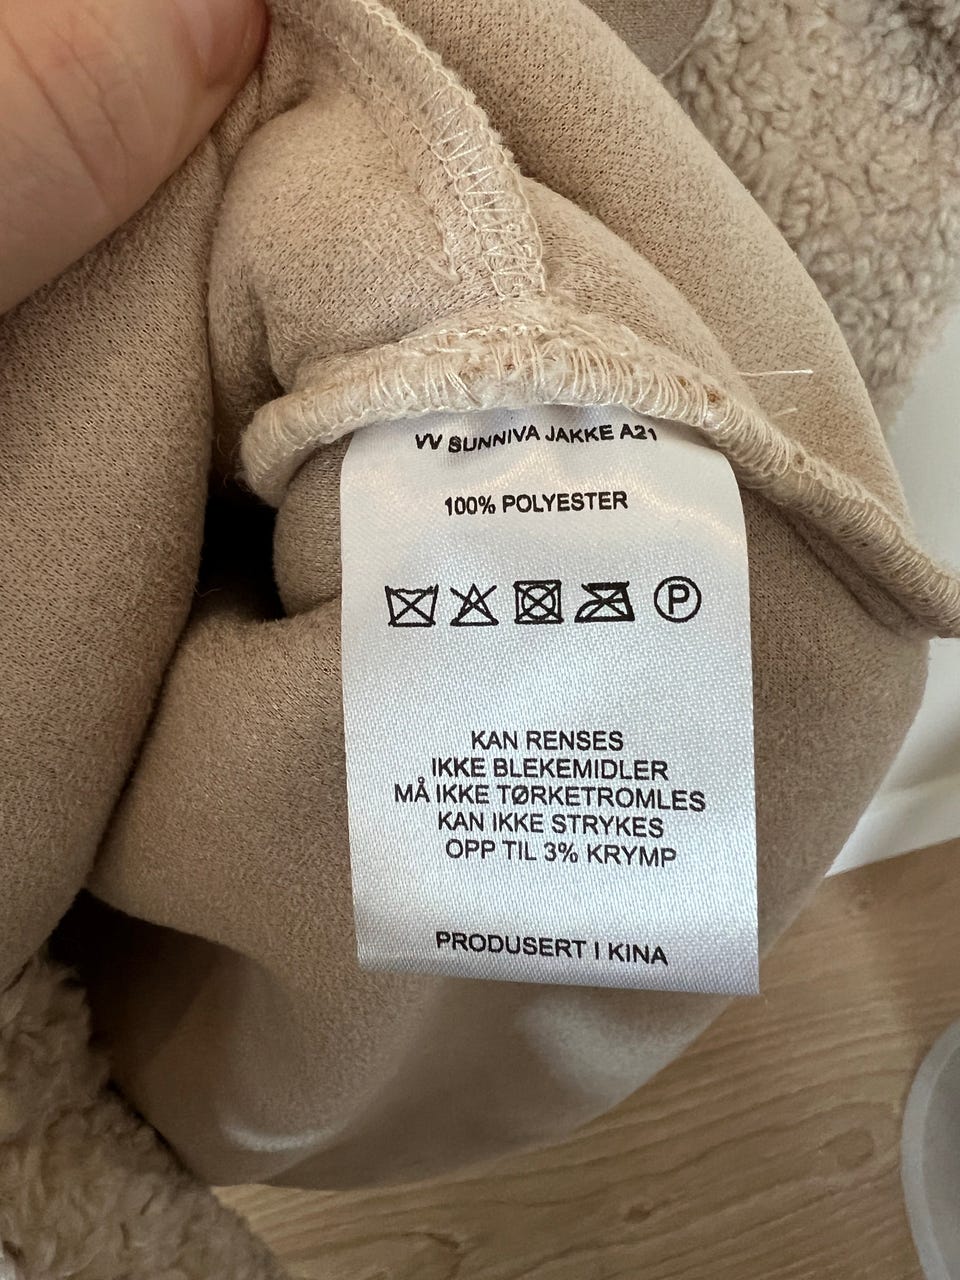 VV SUNNIVA JAKKE A21
100% POLYESTER
P
KAN RENSES
IKKE BLEKEMIDLER
MÅ IKKE TØRKETROMLES
KAN IKKE STRYKES
OPP TIL 3% KRYMP
PRODUSERT I KINA